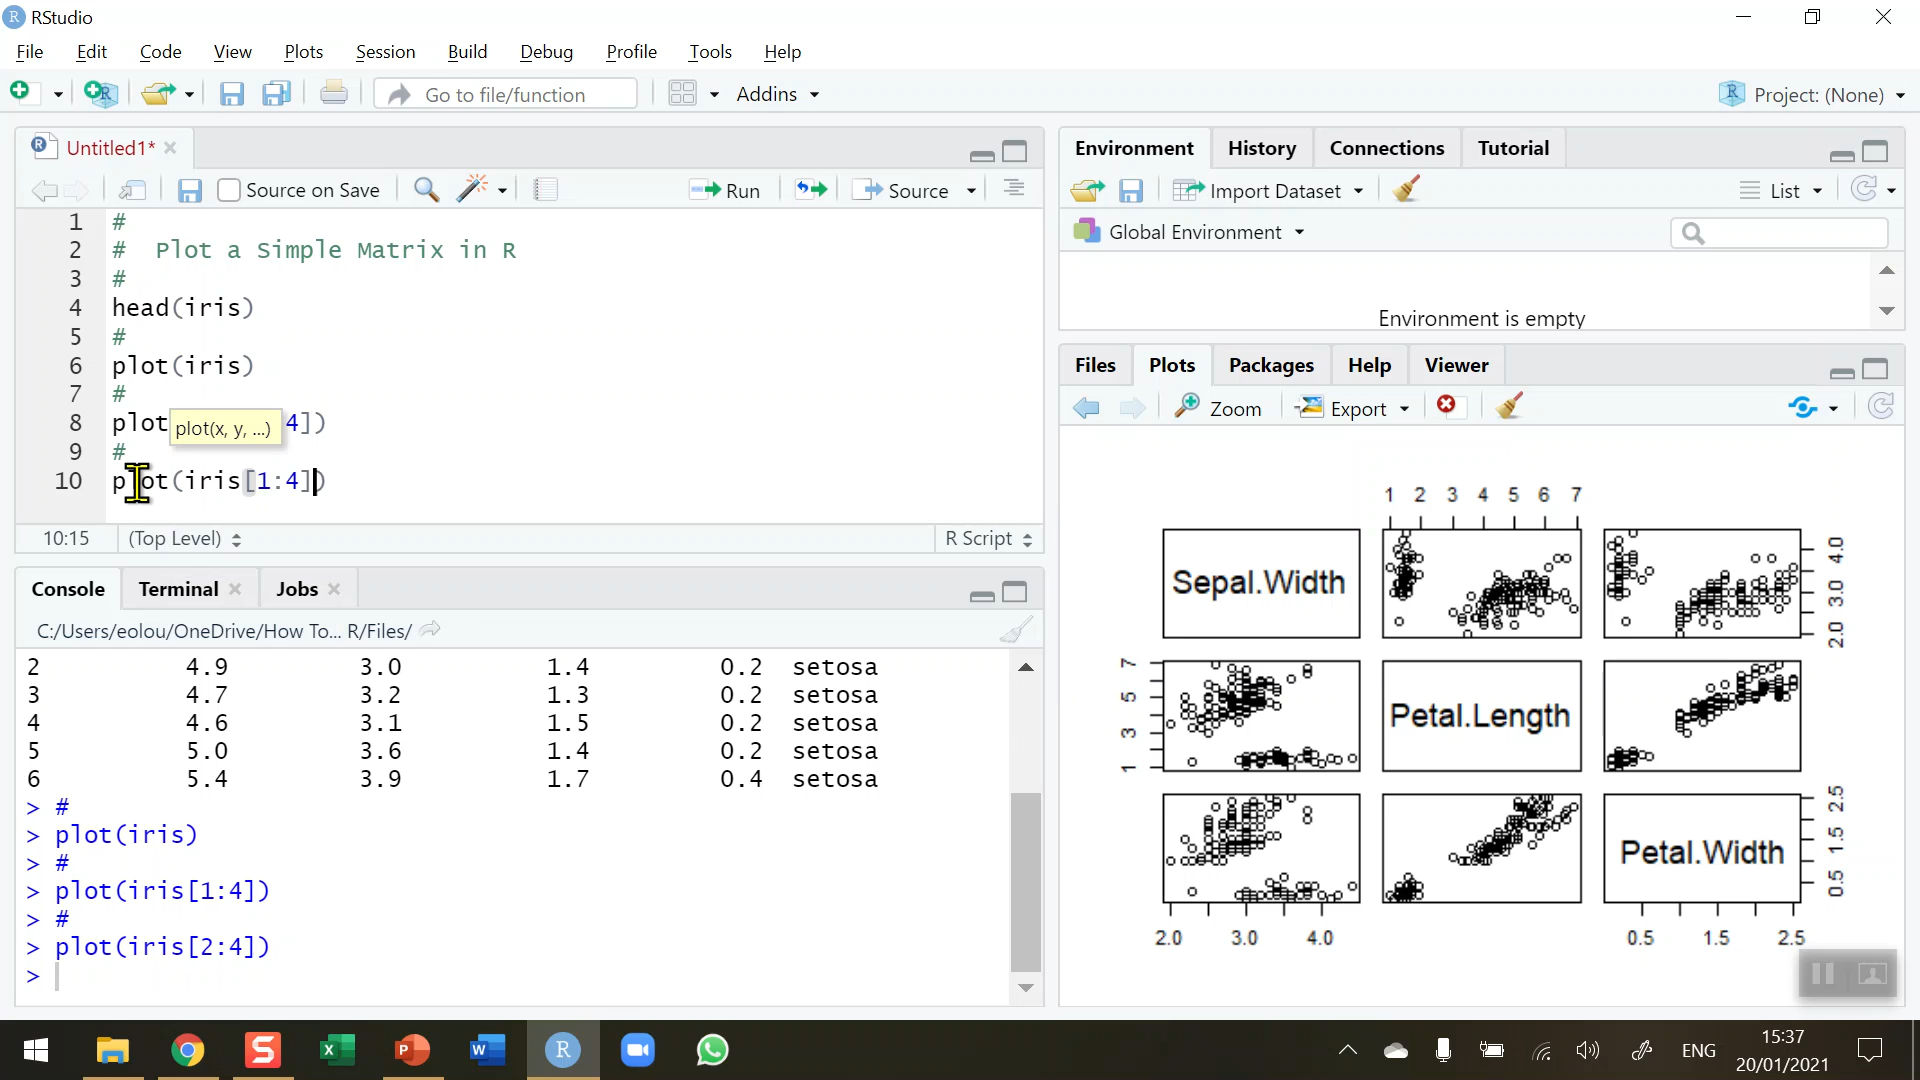 RStudio
File Edit Code View Plots Session Build Debug Profile Tools Help
Go to file/function Addins Project: (None)
Untitled1*
Source on Save Run Source
1 #
2 # Plot a Simple Matrix in R
3 #
4 head(iris)
5 #
6 plot(iris)
7 #
8 plot 4])
plot(x, y, ...)
9 #
10 plot(iris[1:4])
10:15 (Top Level) R Script
Console Terminal Jobs
C:/Users/eolou/OneDrive/How To... R/Files/
2 4.9 3.0 1.4 0.2 setosa
3 4.7 3.2 1.3 0.2 setosa
4 4.6 3.1 1.5 0.2 setosa
5 5.0 3.6 1.4 0.2 setosa
6 5.4 3.9 1.7 0.4 setosa
> #
> plot(iris)
> #
> plot(iris[1:4])
> #
> plot(iris[2:4])
>
Environment History Connections Tutorial
Import Dataset List
Global Environment
Environment is empty
Files Plots Packages Help Viewer
Zoom Export
1 2 3 4 5 6 7
Sepal.Width
2.0 3.0 4.0
1 3 5 7
Petal.Length
Petal.Width
0.5 1.5 2.5
2.0 3.0 4.0
0.5 1.5 2.5
ENG
15:37
20/01/2021